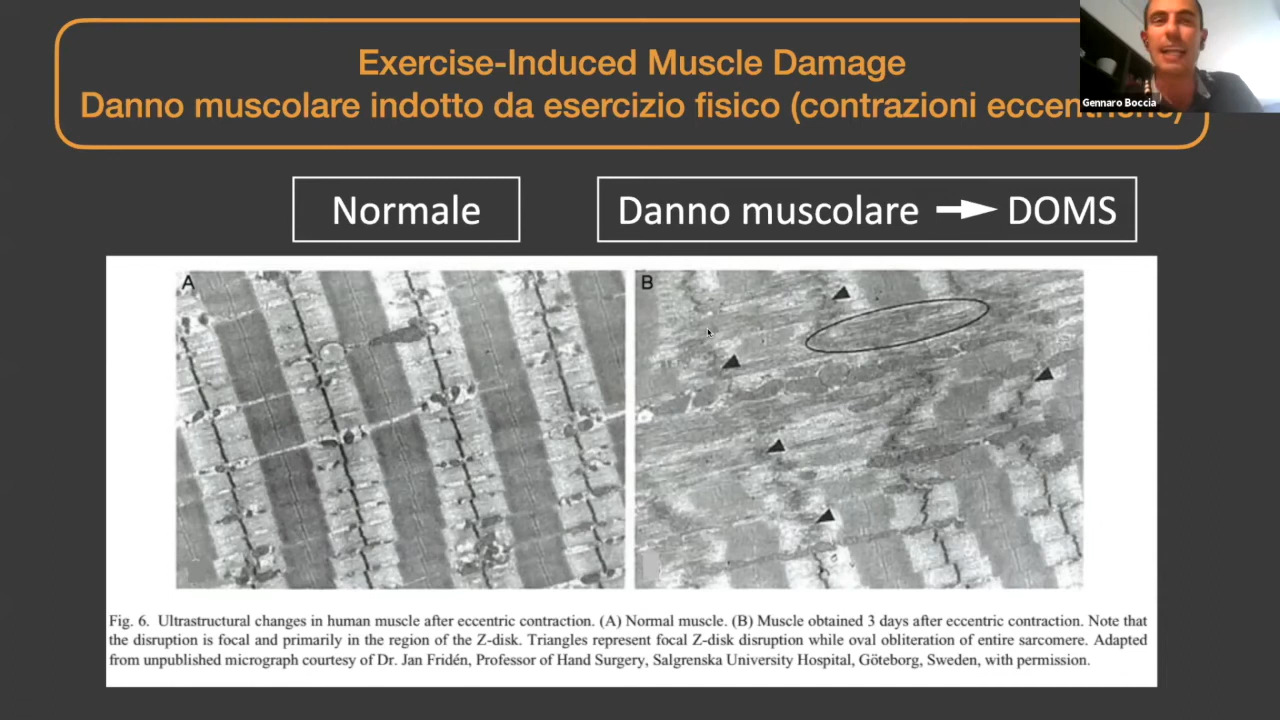 Exercise-Induced Muscle Damage
Danno muscolare indotto da esercizio fisico (contrazioni
Gennaro Boccia
Normale
Danno muscolare DOMS
A
B
Fig. 6. Ultrastructural changes in human muscle after eccentric contraction. (A) Normal muscle. (B) Muscle obtained 3 days after eccentric contraction. Note that
the disruption is focal and primarily in the region of the Z-disk. Triangles represent focal Z-disk disruption while oval obliteration of entire sarcomere. Adapted
from unpublished micrograph courtesy of Dr. Jan Fridén, Professor of Hand Surgery, Salgrenska University Hospital, Göteborg, Sweden, with permission.